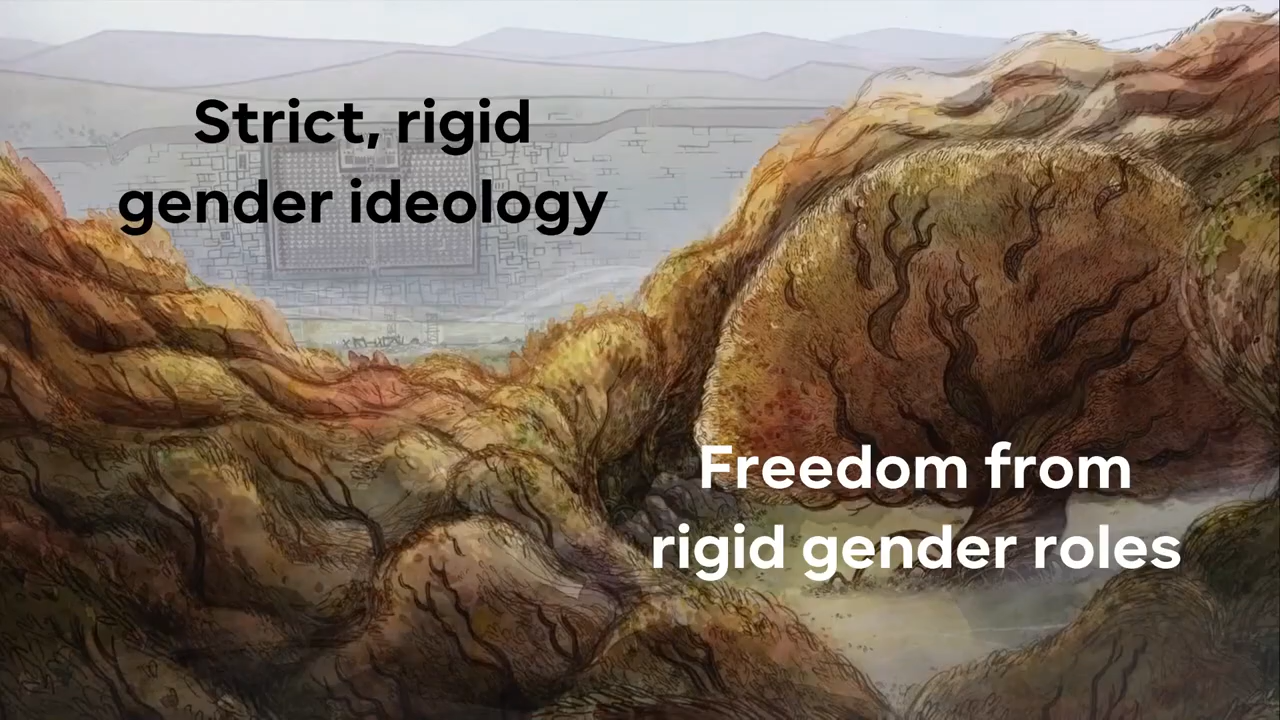 Strict, rigid
gender ideology
Freedom from
rigid gender roles